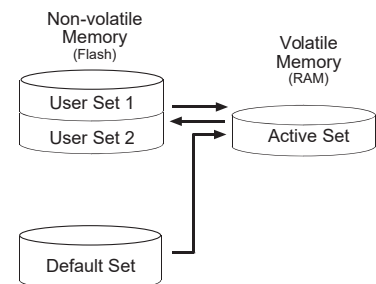 Non-volatile
Memory
(Flash)
Volatile
Memory
(RAM)
User Set 1
User Set 2
Active Set
Default Set